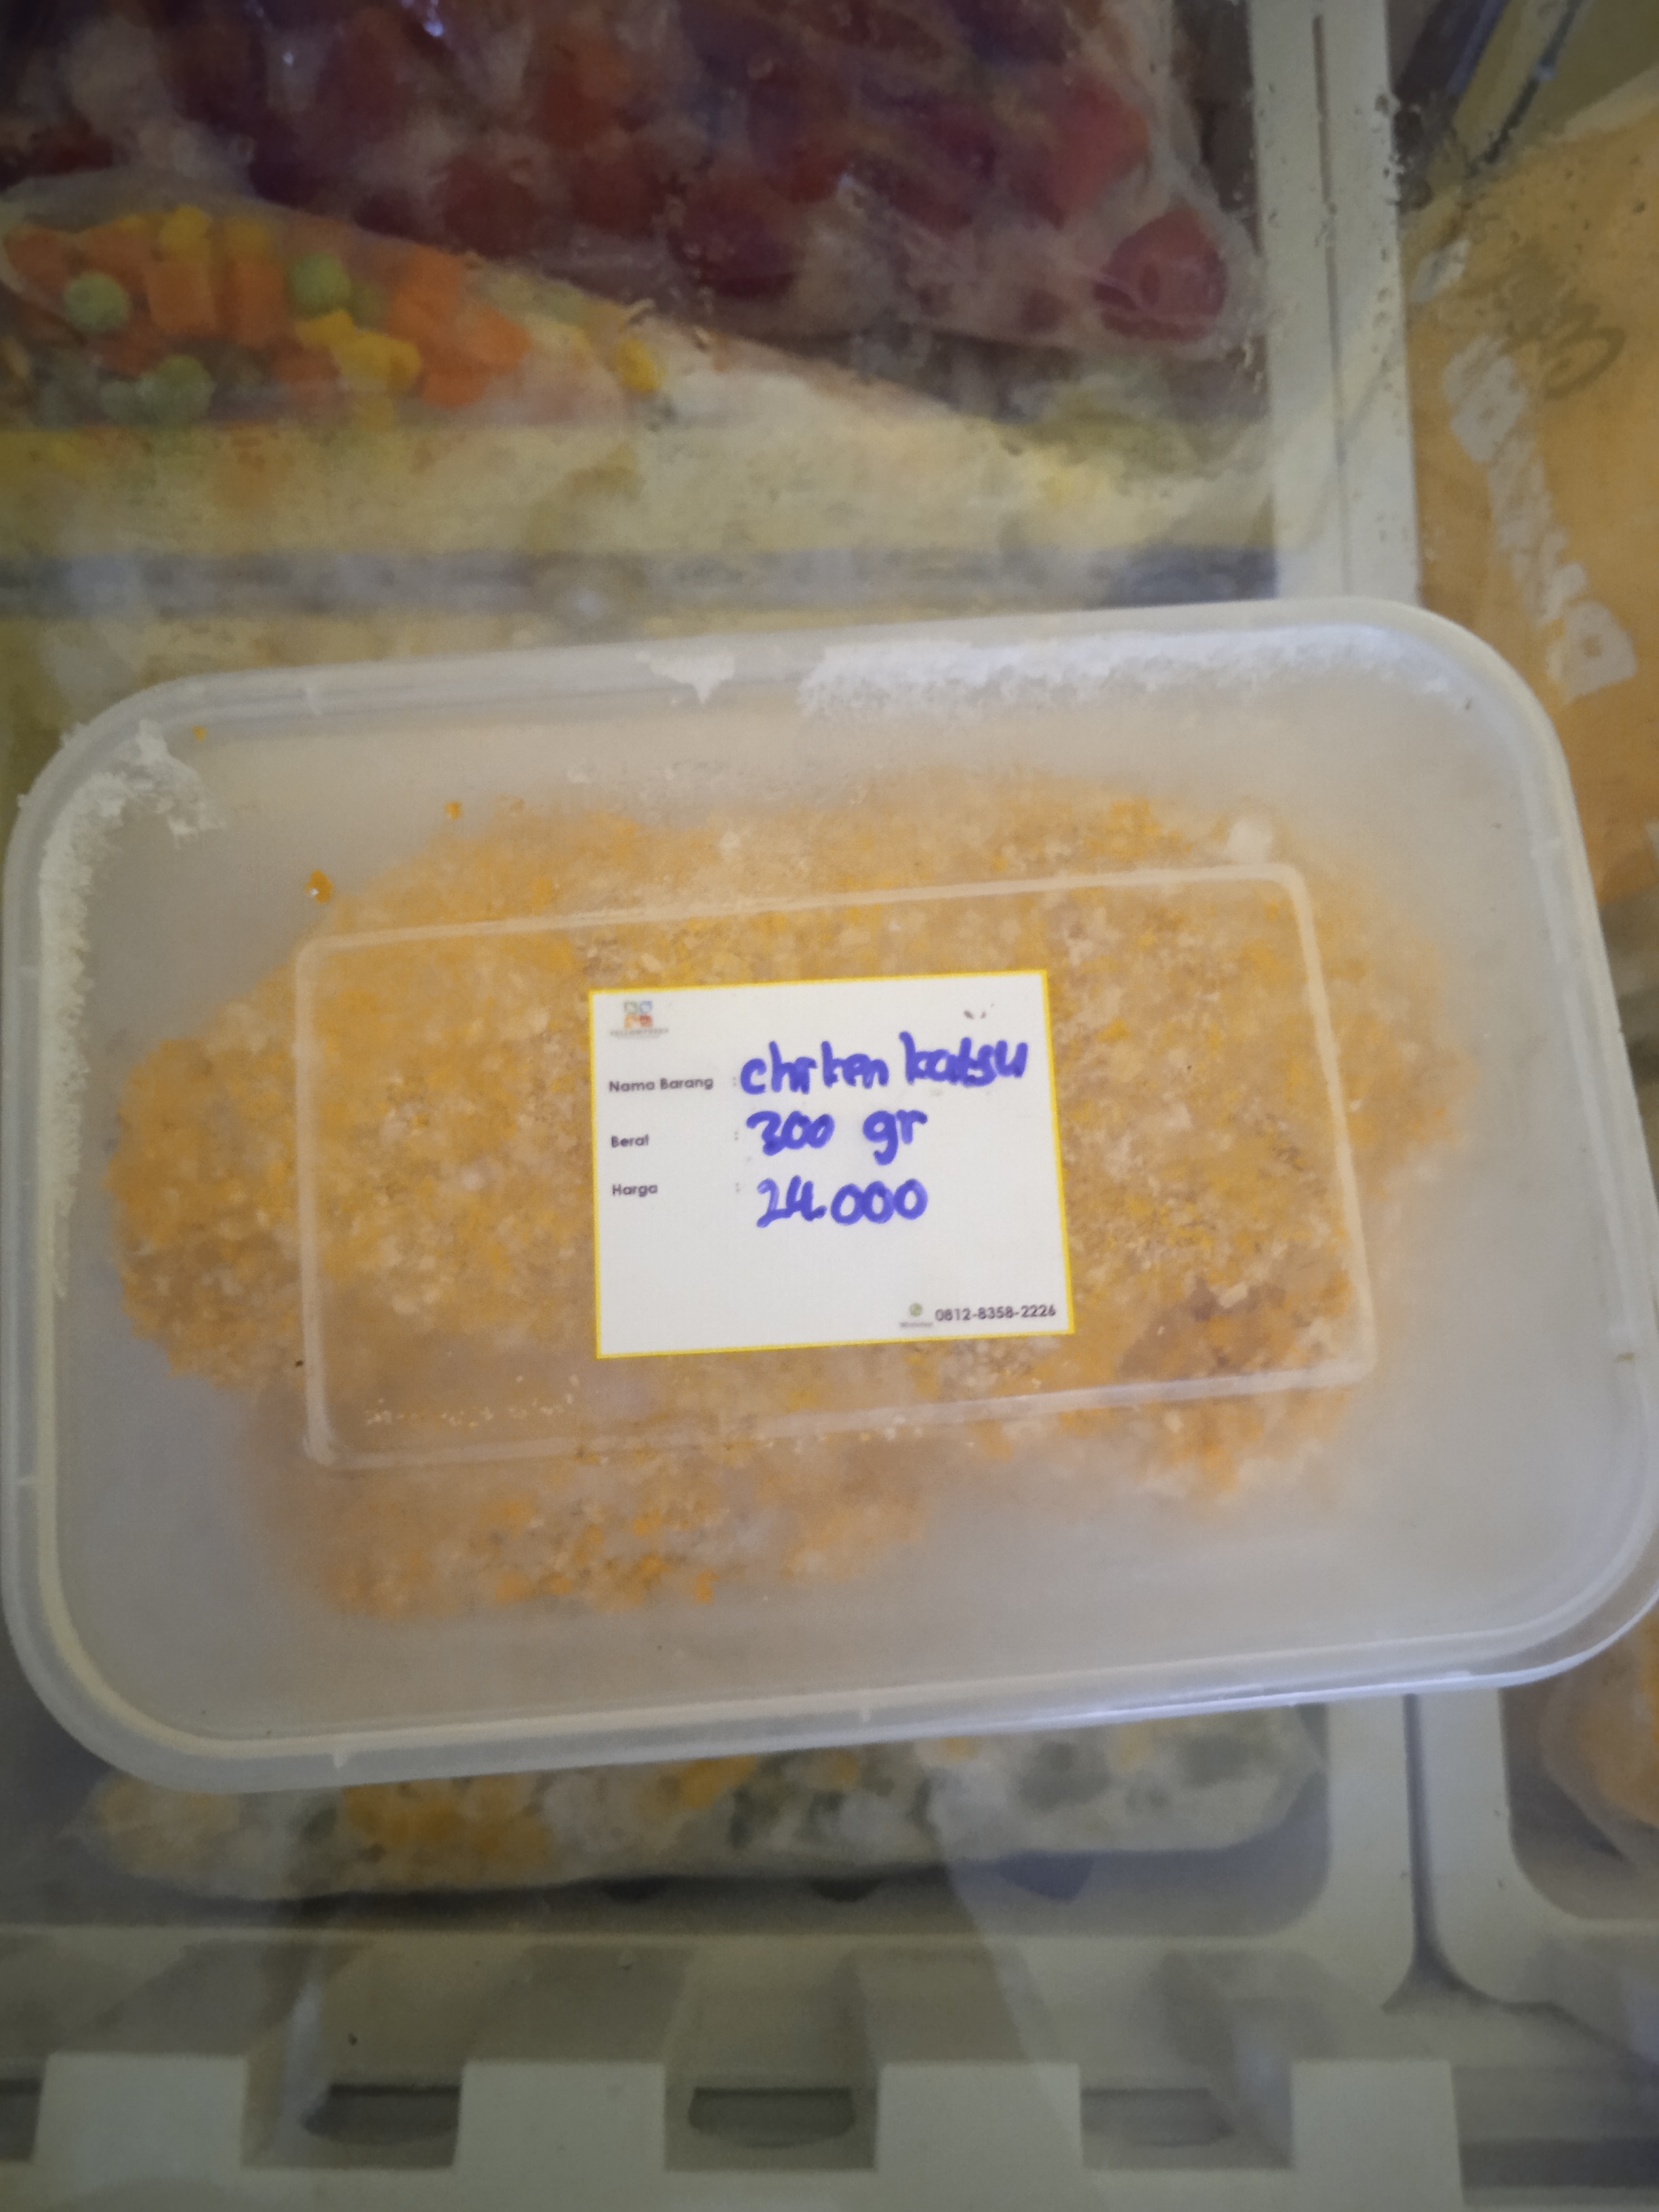 Nama Barang : chiken katsu
Berat : 300 gr
Harga : 24.000
0812-8358-2226